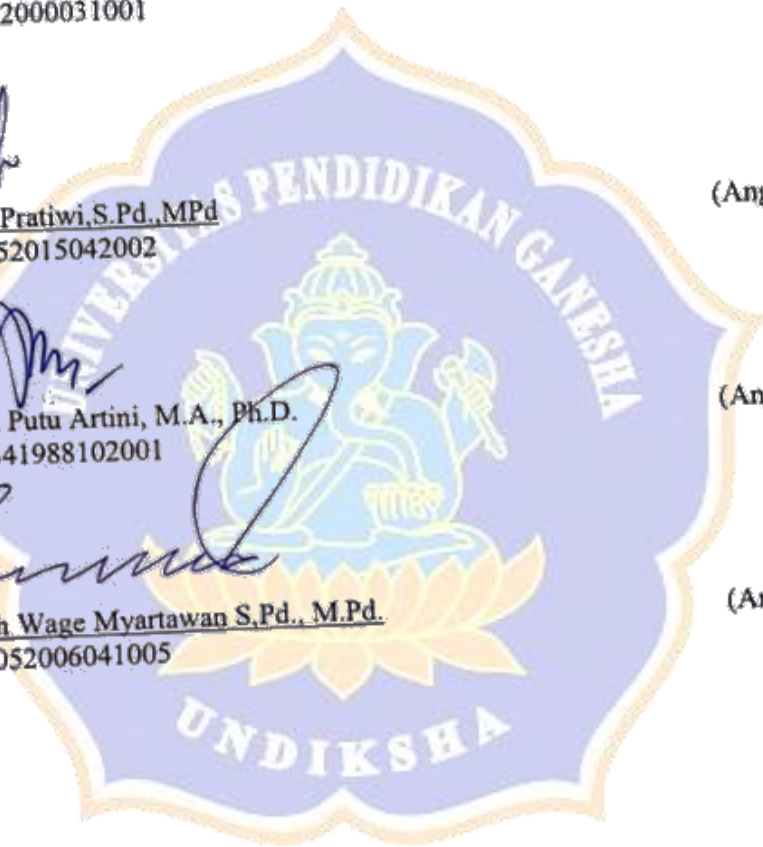 2000031001
Pratiwi,S.Pd.,MPd
52015042002
(Ang
Putu Artini, M.A., Ph.D.
41988102001
(An
h Wage Myartawan S,Pd., M.Pd.
052006041005
(An
UNIVERSITAS PENDIDIKAN GANESHA
UNDIKSHA